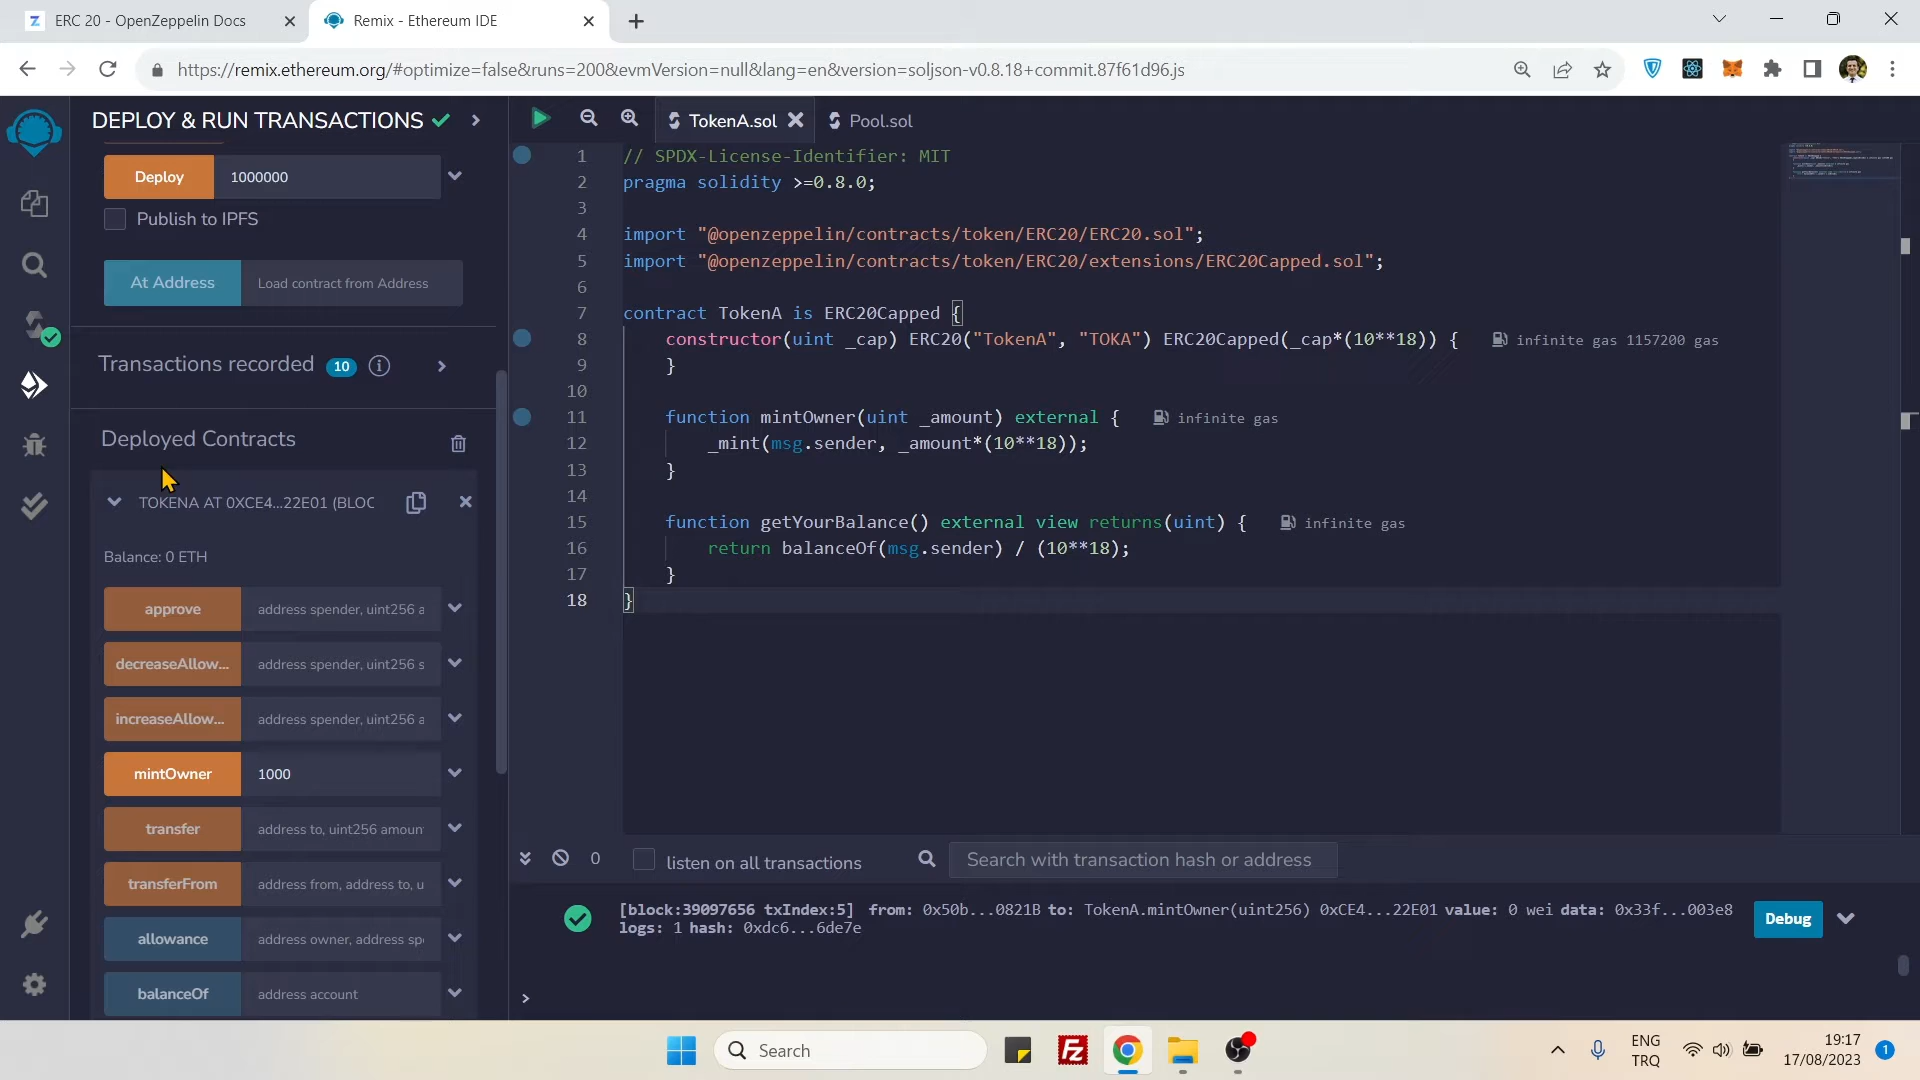 ERC 20 - OpenZeppelin Docs
Remix - Ethereum IDE
https://remix.ethereum.org/#optimize=false&runs=200&evmVersion=null&lang=en&version=soljson-v0.8.18+commit.87f61d96.js
DEPLOY & RUN TRANSACTIONS
Deploy 1000000
Publish to IPFS
At Address Load contract from Address
Transactions recorded 10 i
Deployed Contracts
TOKENA AT 0XCE4...22E01 (BLOC
Balance: 0 ETH
approve address spender, uint256 a
decreaseAllow... address spender, uint256 s
increaseAllow... address spender, uint256 a
mintOwner 1000
transfer address to, uint256 amoun
transferFrom address from, address to, u
allowance address owner, address sp
balanceOf address account
TokenA.sol
Pool.sol
1 // SPDX-License-Identifier: MIT
2 pragma solidity >=0.8.0;
3
4 import "@openzeppelin/contracts/token/ERC20/ERC20.sol";
5 import "@openzeppelin/contracts/token/ERC20/extensions/ERC20Capped.sol";
6
7 contract TokenA is ERC20Capped {
8 constructor(uint _cap) ERC20("TokenA", "TOKA") ERC20Capped(_cap*(10**18)) { infinite gas 1157200 gas
9 }
10
11 function mintOwner(uint _amount) external { infinite gas
12 _mint(msg.sender, _amount*(10**18));
13 }
14
15 function getYourBalance() external view returns(uint) { infinite gas
16 return balanceOf(msg.sender) / (10**18);
17 }
18 }
0 listen on all transactions Search with transaction hash or address
[block:39097656 txIndex:5] from: 0x50b...0821B to: TokenA.mintOwner(uint256) 0xCE4...22E01 value: 0 wei data: 0x33f...003e8
logs: 1 hash: 0xdc6...6de7e
Debug
>
Search
Fz
ENG
TRQ
19:17
17/08/2023
1